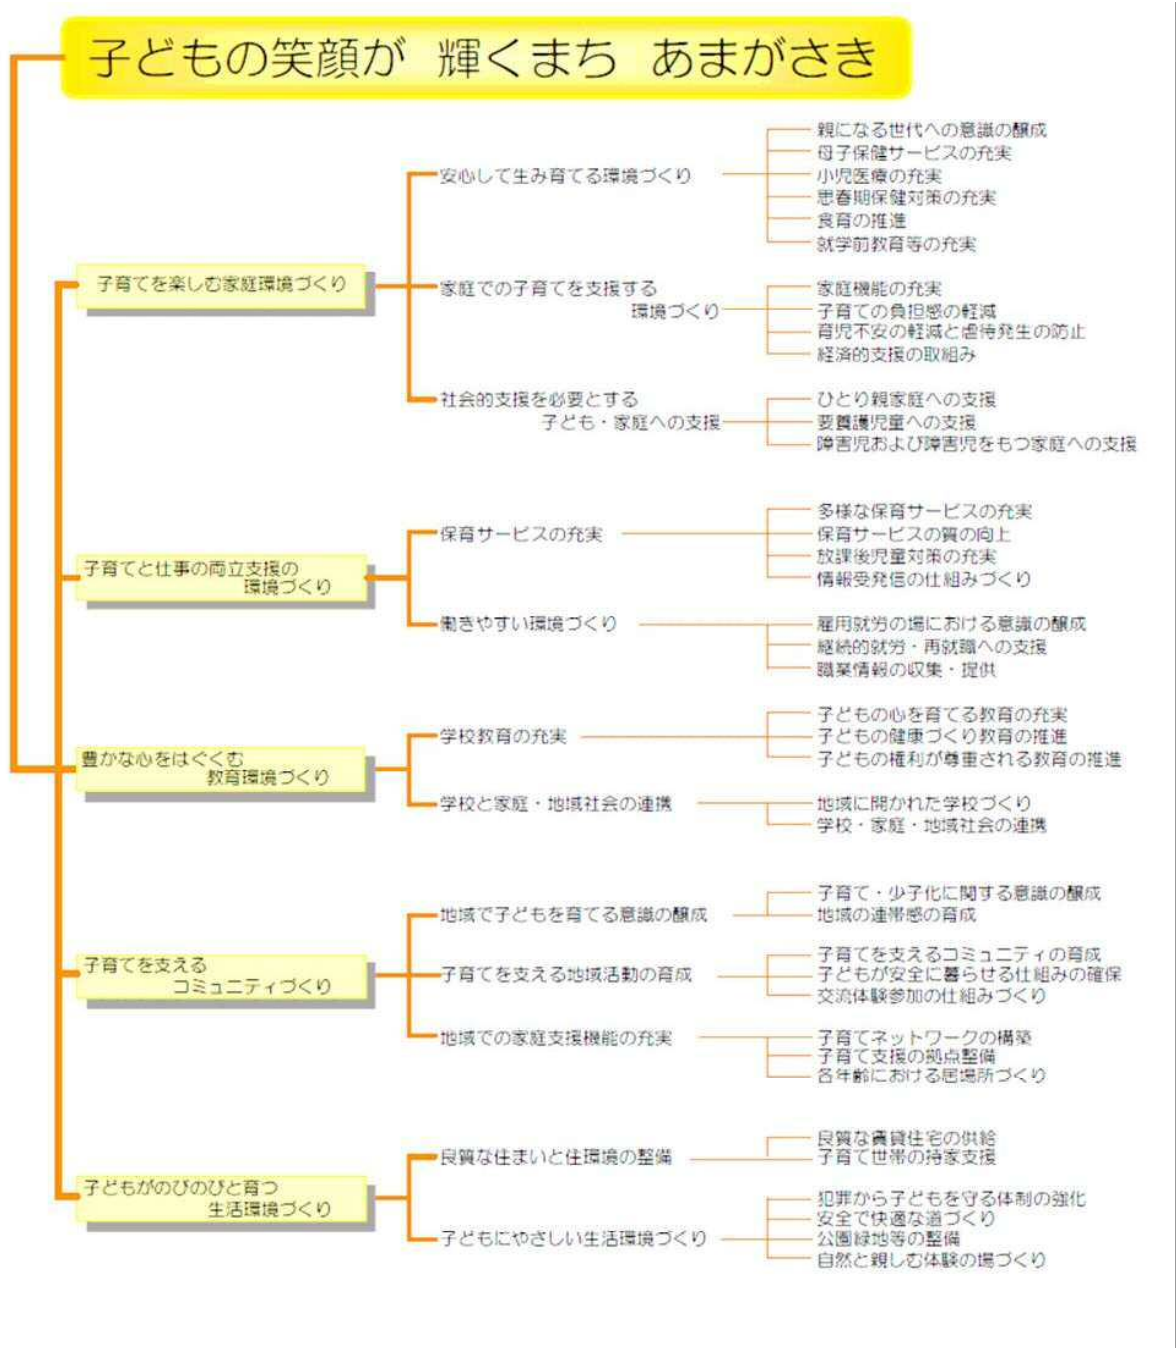 子どもの笑顔が 輝くまち あまがさき
子育てを楽しむ家庭環境づくり
安心して生み育てる環境づくり
親になる世代への意識の醸成
母子保健サービスの充実
小児医療の充実
思春期保健対策の充実
食育の推進
就学前教育等の充実
家庭での子育てを支援する
環境づくり
家庭機能の充実
子育ての負担感の軽減
育児不安の軽減と虐待発生の防止
経済的支援の取組み
社会的支援を必要とする
子ども・家庭への支援
ひとり親家庭への支援
要養護児童への支援
障害児および障害児をもつ家庭への支援
子育てと仕事の両立支援の
環境づくり
保育サービスの充実
多様な保育サービスの充実
保育サービスの質の向上
放課後児童対策の充実
情報受発信の仕組みづくり
働きやすい環境づくり
雇用就労の場における意識の醸成
継続的就労・再就職への支援
職業情報の収集・提供
豊かな心をはぐくむ
教育環境づくり
学校教育の充実
子どもの心を育てる教育の充実
子どもの健康づくり教育の推進
子どもの権利が尊重される教育の推進
学校と家庭・地域社会の連携
地域に開かれた学校づくり
学校・家庭・地域社会の連携
子育てを支える
コミュニティづくり
地域で子どもを育てる意識の醸成
子育て・少子化に関する意識の醸成
地域の連帯感の育成
子育てを支える地域活動の育成
子育てを支えるコミュニティの育成
子どもが安全に暮らせる仕組みの確保
交流体験参加の仕組みづくり
地域での家庭支援機能の充実
子育てネットワークの構築
子育て支援の拠点整備
各年齢における居場所づくり
子どもがのびのびと育つ
生活環境づくり
良質な住まいと住環境の整備
良質な賃貸住宅の供給
子育て世帯の持家支援
子どもにやさしい生活環境づくり
犯罪から子どもを守る体制の強化
安全で快適な道づくり
公園緑地等の整備
自然と親しむ体験の場づくり